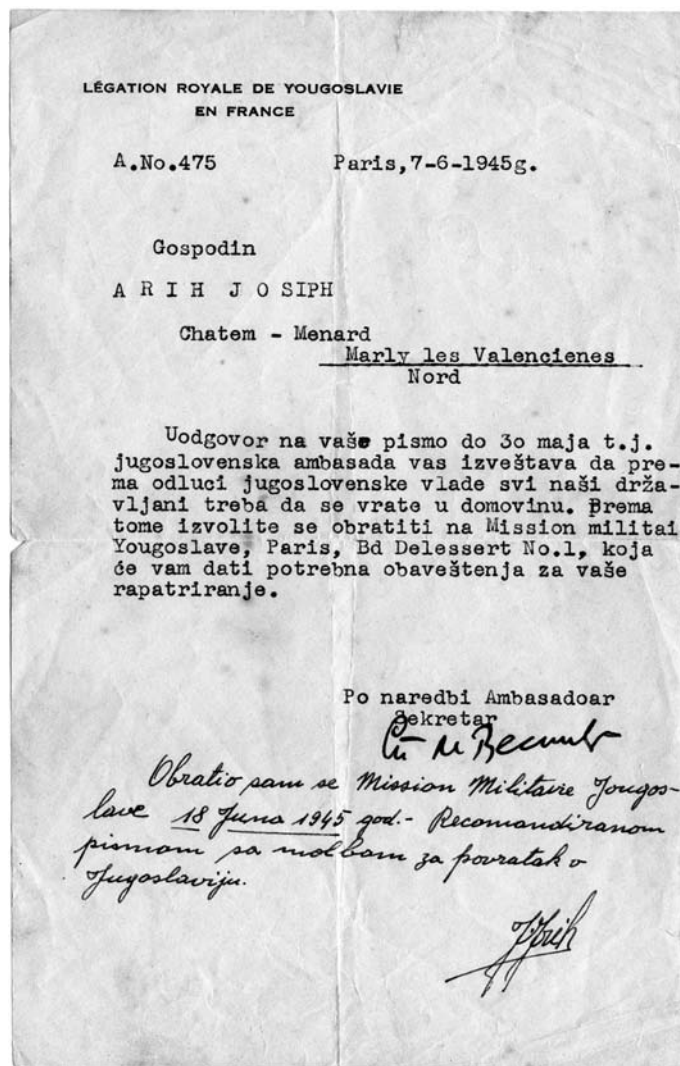 LÉGATION ROYALE DE YOUGOSLAVIE
EN FRANCE
A.No.475 Paris,7-6-1945g.
Gospodin
A R I H J O SIPH
Chatem - Menard
Marly les Valencienes
Nord
Uodgovor na vaše pismo do 3o maja t.j.
jugoslovenska ambasada vas izveštava da pre-
ma odluci jugoslovenske vlade svi naši drža-
vljani treba da se vrate u domovinu. Prema
tome izvolite se obratiti na Mission militai
Yougoslave, Paris, Bd Delessert No.1, koja
će vam dati potrebna obaveštenja za vaše
rapatriranje.
Po naredbi Ambasadoar
Sekretar
Obratio sam se Mission Militaire Jougos-
lave 18 Juna 1945 god.- Recomandiranom
pismom sa molbom za povratak v
Jugoslaviju.